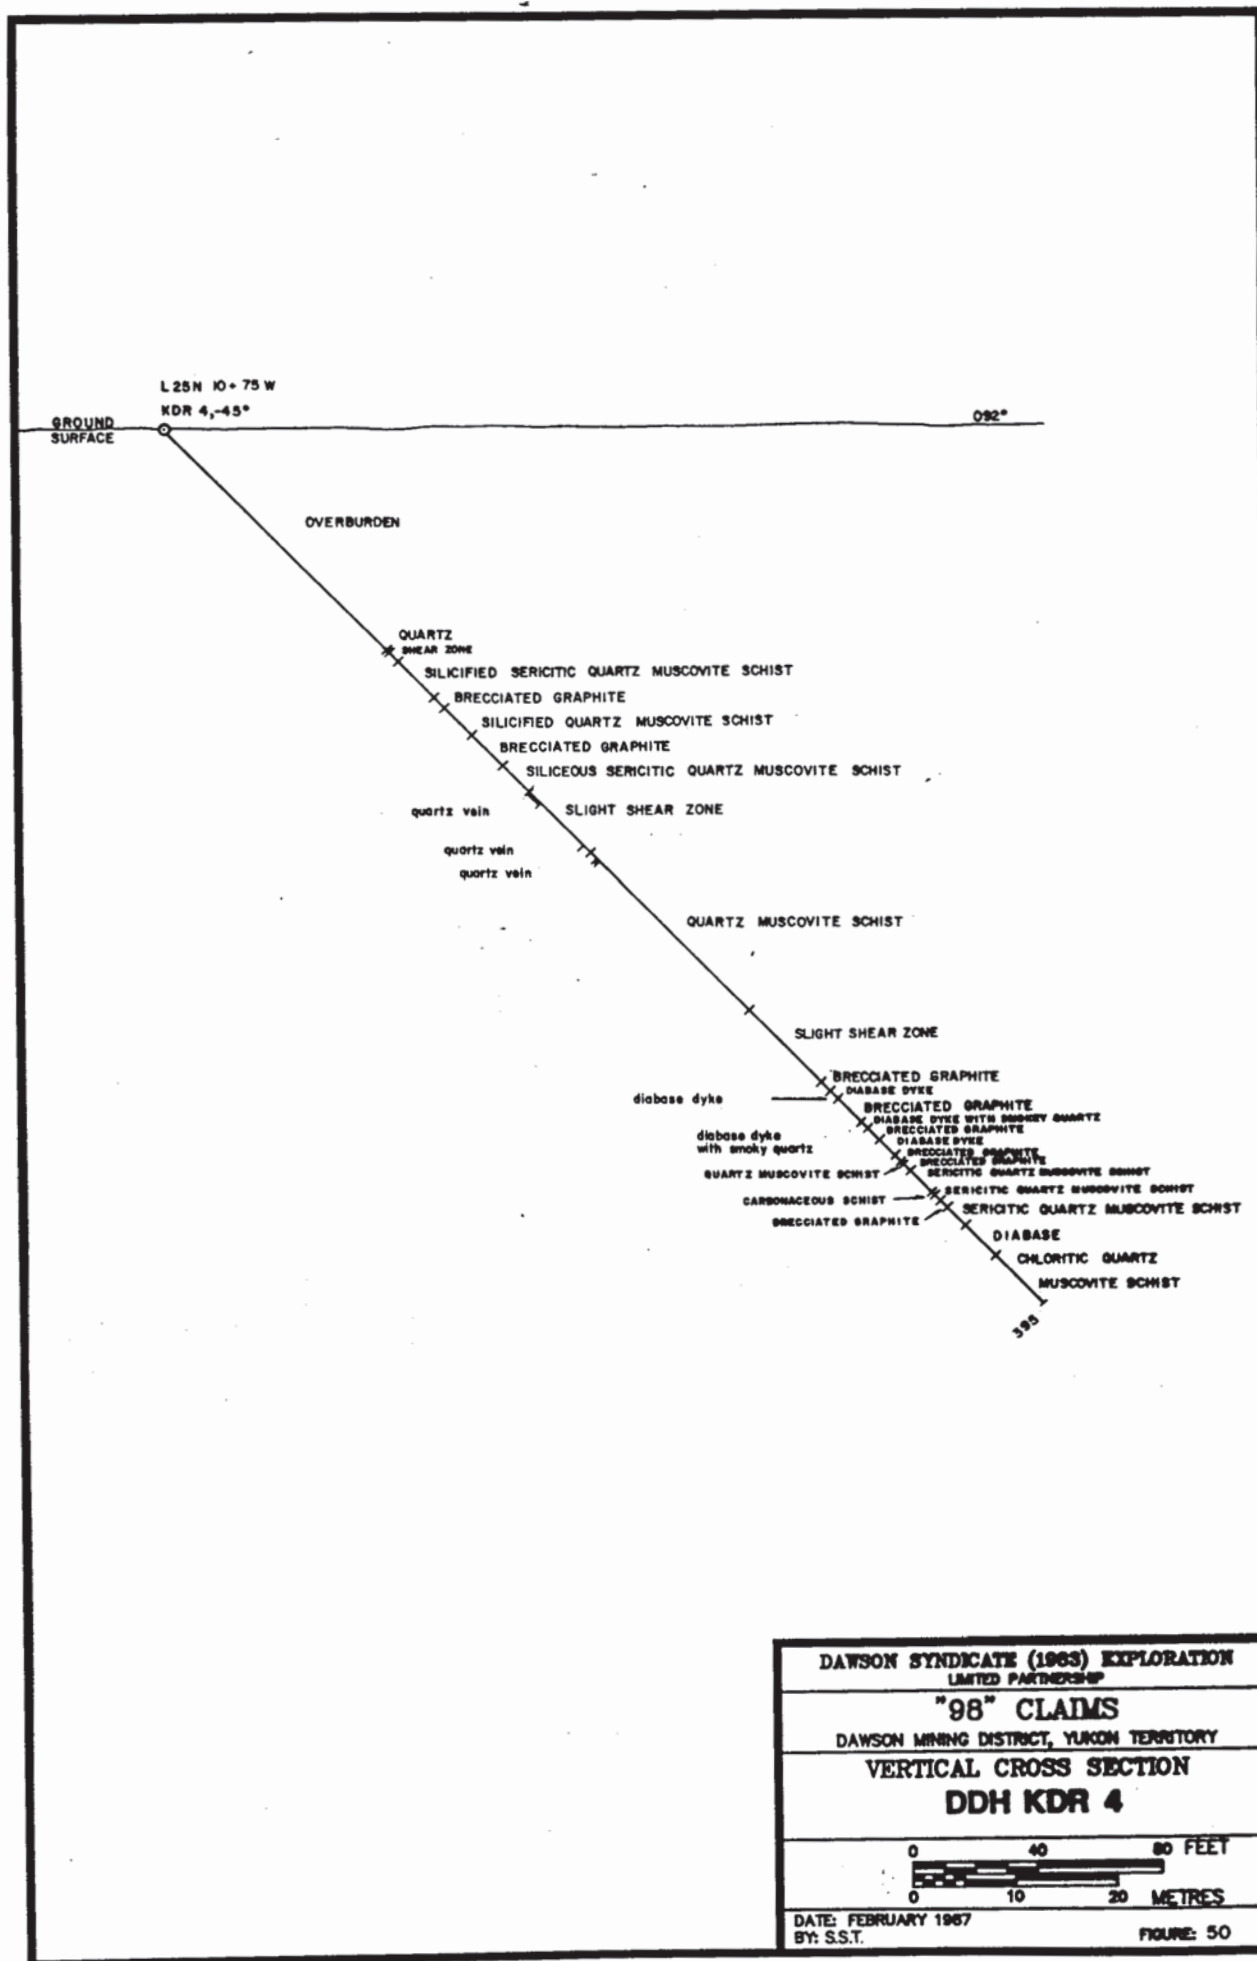 L 25N 10+75 W
KDR 4,-45°
GROUND
SURFACE
092°
OVERBURDEN
QUARTZ
SHEAR ZONE
SILICIFIED SERICITIC QUARTZ MUSCOVITE SCHIST
BRECCIATED GRAPHITE
SILICIFIED QUARTZ MUSCOVITE SCHIST
BRECCIATED GRAPHITE
SILICEOUS SERICITIC QUARTZ MUSCOVITE SCHIST
quartz vein
SLIGHT SHEAR ZONE
quartz vein
quartz vein
QUARTZ MUSCOVITE SCHIST
SLIGHT SHEAR ZONE
BRECCIATED GRAPHITE
DIABASE DYKE
diabase dyke
BRECCIATED GRAPHITE
DIABASE DYKE WITH SMOKEY QUARTZ
BRECCIATED GRAPHITE
diabase dyke
with smoky quartz
DIABASE DYKE
BRECCIATED GRAPHITE
BRECCIATED GRAPHITE
QUARTZ MUSCOVITE SCHIST
SERICITIC QUARTZ MUSCOVITE SCHIST
SERICITIC QUARTZ MUSCOVITE SCHIST
CARBONACEOUS SCHIST
SERICITIC QUARTZ MUSCOVITE SCHIST
BRECCIATED GRAPHITE
DIABASE
CHLORITIC QUARTZ
MUSCOVITE SCHIST
395
DAWSON SYNDICATE (1983) EXPLORATION
LIMITED PARTNERSHIP
"98" CLAIMS
DAWSON MINING DISTRICT, YUKON TERRITORY
VERTICAL CROSS SECTION
DDH KDR 4
0 40 80 FEET
0 10 20 METRES
DATE: FEBRUARY 1987
BY: S.S.T.
FIGURE: 50